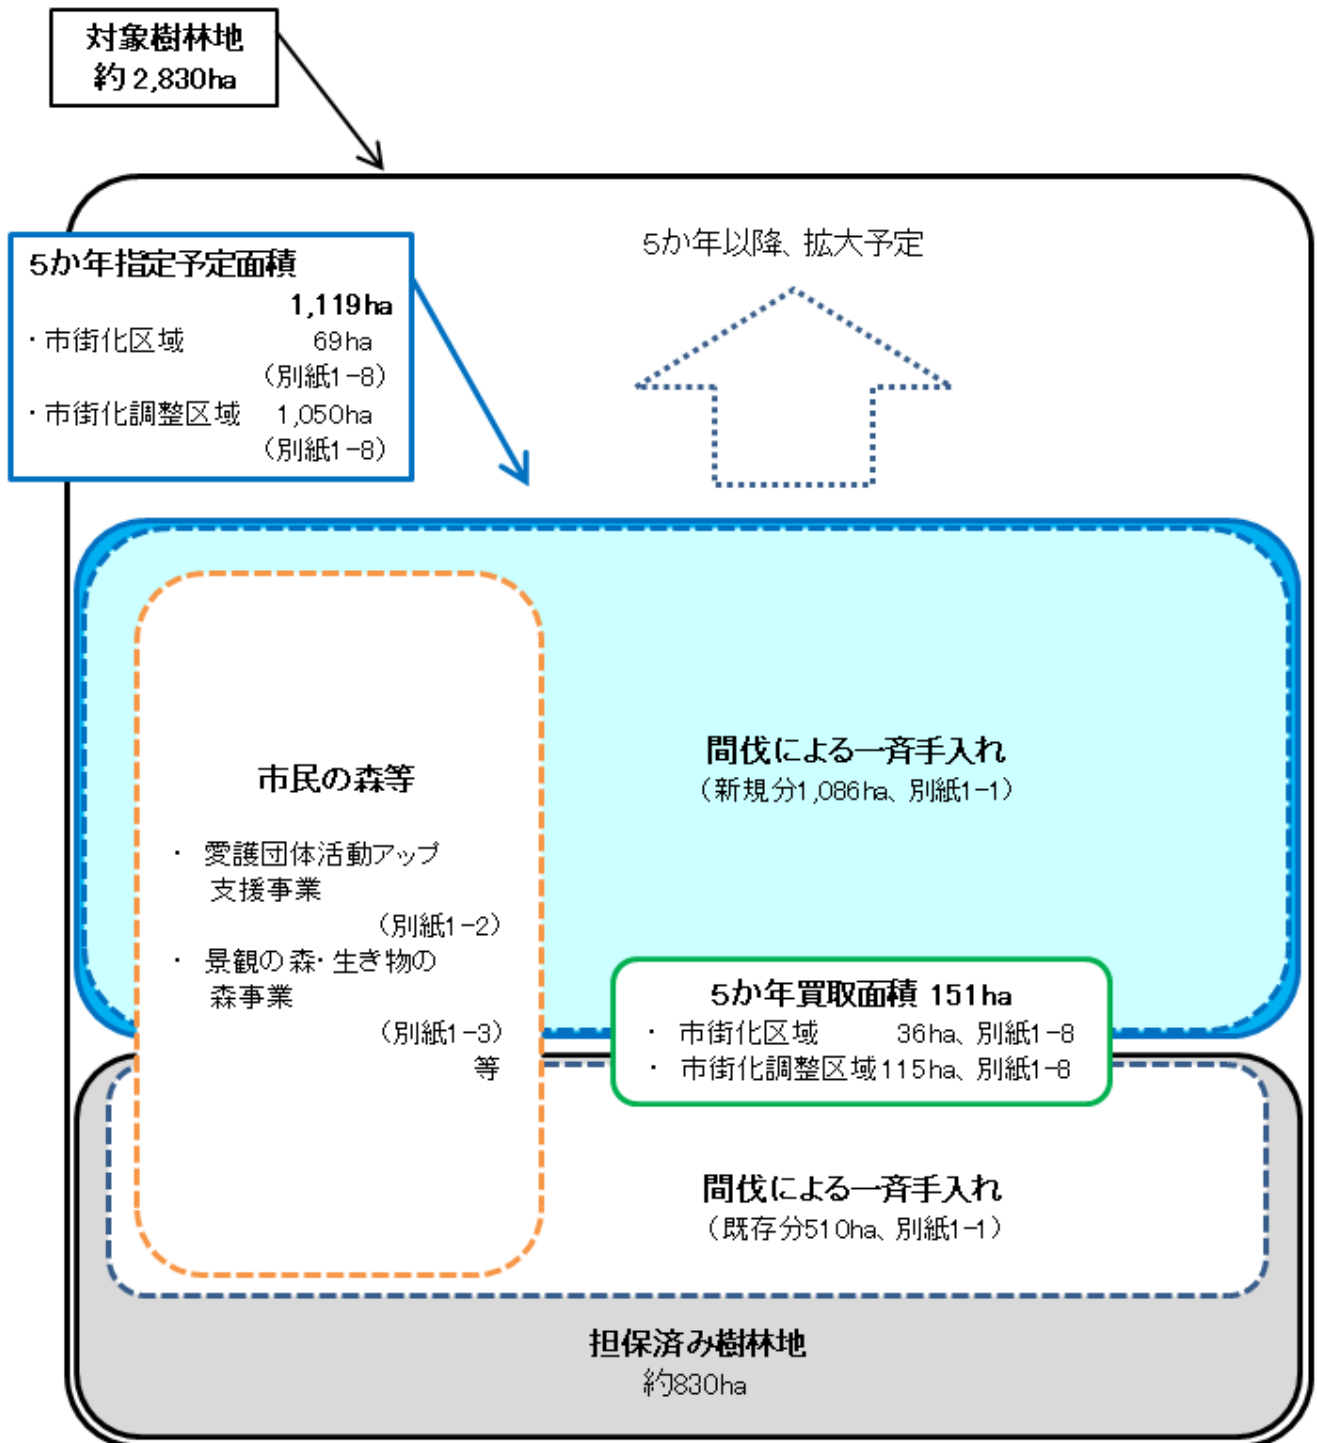 対象樹林地
約 2,830ha
5か年以降、拡大予定
5か年指定予定面積
1,119ha
・市街化区域 69ha
（別紙1-8）
・市街化調整区域 1,050ha
（別紙1-8）
市民の森等
・ 愛護団体活動アップ
支援事業
（別紙1-2）
・ 景観の森・生き物の
森事業
（別紙1-3）
等
間伐による一斉手入れ
（新規分1,086ha、別紙1-1）
5か年買取面積 151ha
・ 市街化区域 36ha、別紙1-8
・ 市街化調整区域115ha、別紙1-8
間伐による一斉手入れ
（既存分510ha、別紙1-1）
担保済み樹林地
約830ha